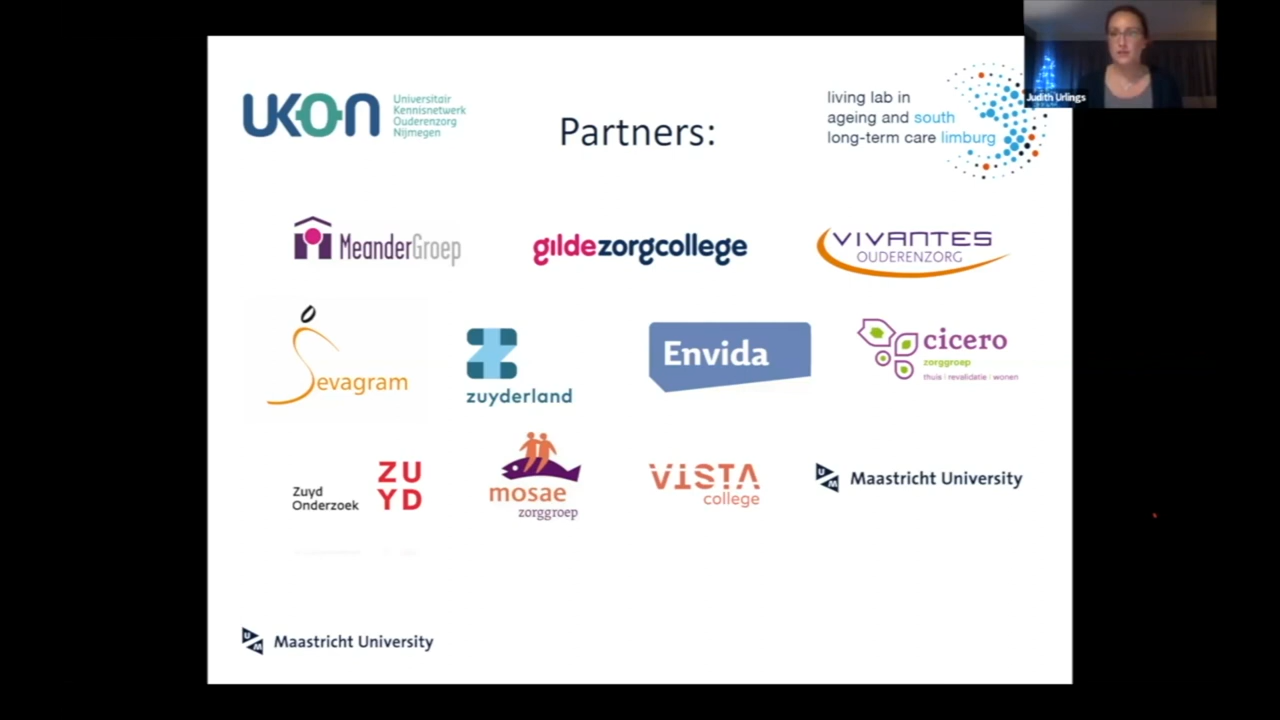 UKON
Universitair
Kennisnetwerk
Ouderenzorg
Nijmegen
Partners:
living lab in
ageing and south
long-term care limburg
Judith Urlings
MeanderGroep
gildezorgcollege
VIVANTES
OUDERENZORG
Sevagram
zuyderland
Envida
cicero
zorggroep
thuis | revalidatie | wonen
Zuyd
Onderzoek
ZU
YD
mosae
zorggroep
VISTA
college
UM
Maastricht University
UM
Maastricht University